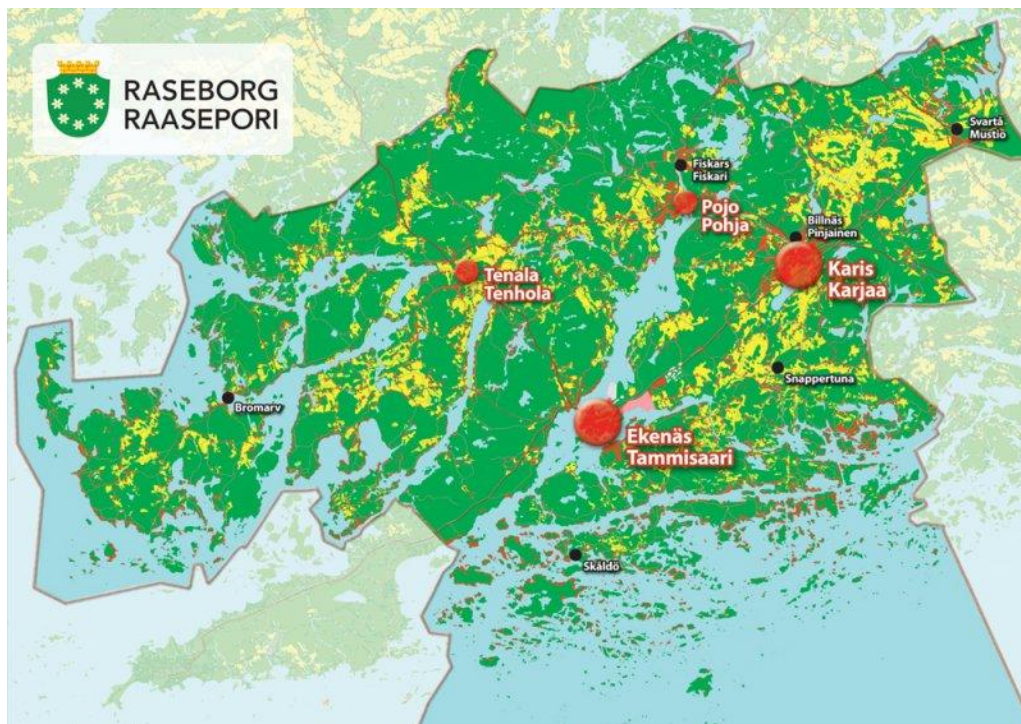 RASEBORG
RAASEPORI
Svartå
Mustio
Fiskars
Fiskari
Pojo
Pohja
Billnäs
Pinjainen
Karis
Karjaa
Tenala
Tenhola
Snappertuna
Bromarv
Ekenäs
Tammisaari
Skåldö